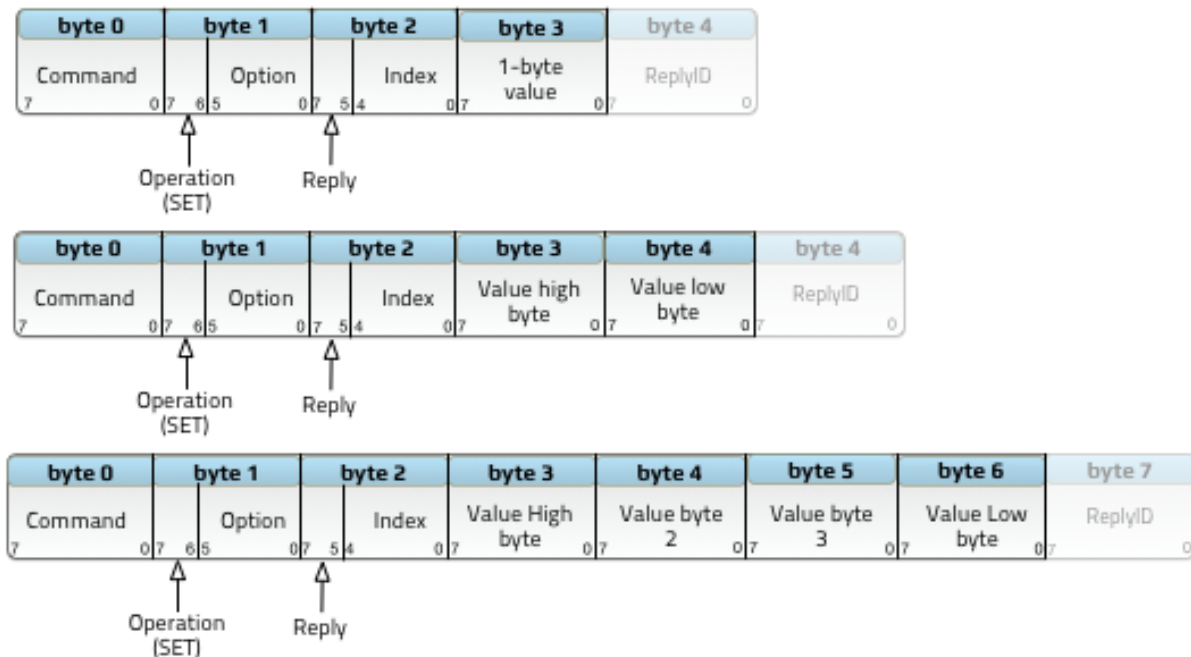 byte 0 byte 1 byte 2 byte 3 byte 4
Command Option Index 1-byte value ReplyID
7 0 7 6 5 0 7 5 4 0 7 0 7 0
Operation (SET) Reply
byte 0 byte 1 byte 2 byte 3 byte 4 byte 4
Command Option Index Value high byte Value low byte ReplyID
7 0 7 6 5 0 7 5 4 0 7 0 7 0 7 0
Operation (SET) Reply
byte 0 byte 1 byte 2 byte 3 byte 4 byte 5 byte 6 byte 7
Command Option Index Value High byte Value byte 2 Value byte 3 Value Low byte ReplyID
7 0 7 6 5 0 7 5 4 0 7 0 7 0 7 0 7 0 7 0
Operation (SET) Reply